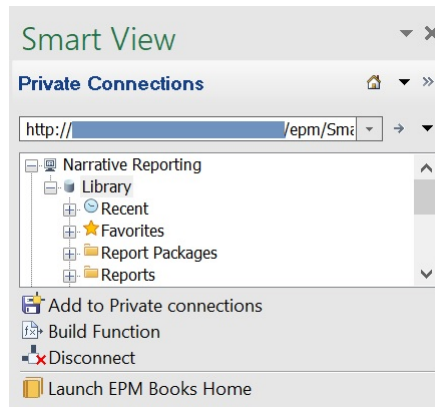 Smart View
Private Connections
http:// /epm/Sma
Narrative Reporting
Library
Recent
Favorites
Report Packages
Reports
Add to Private connections
Build Function
Disconnect
Launch EPM Books Home